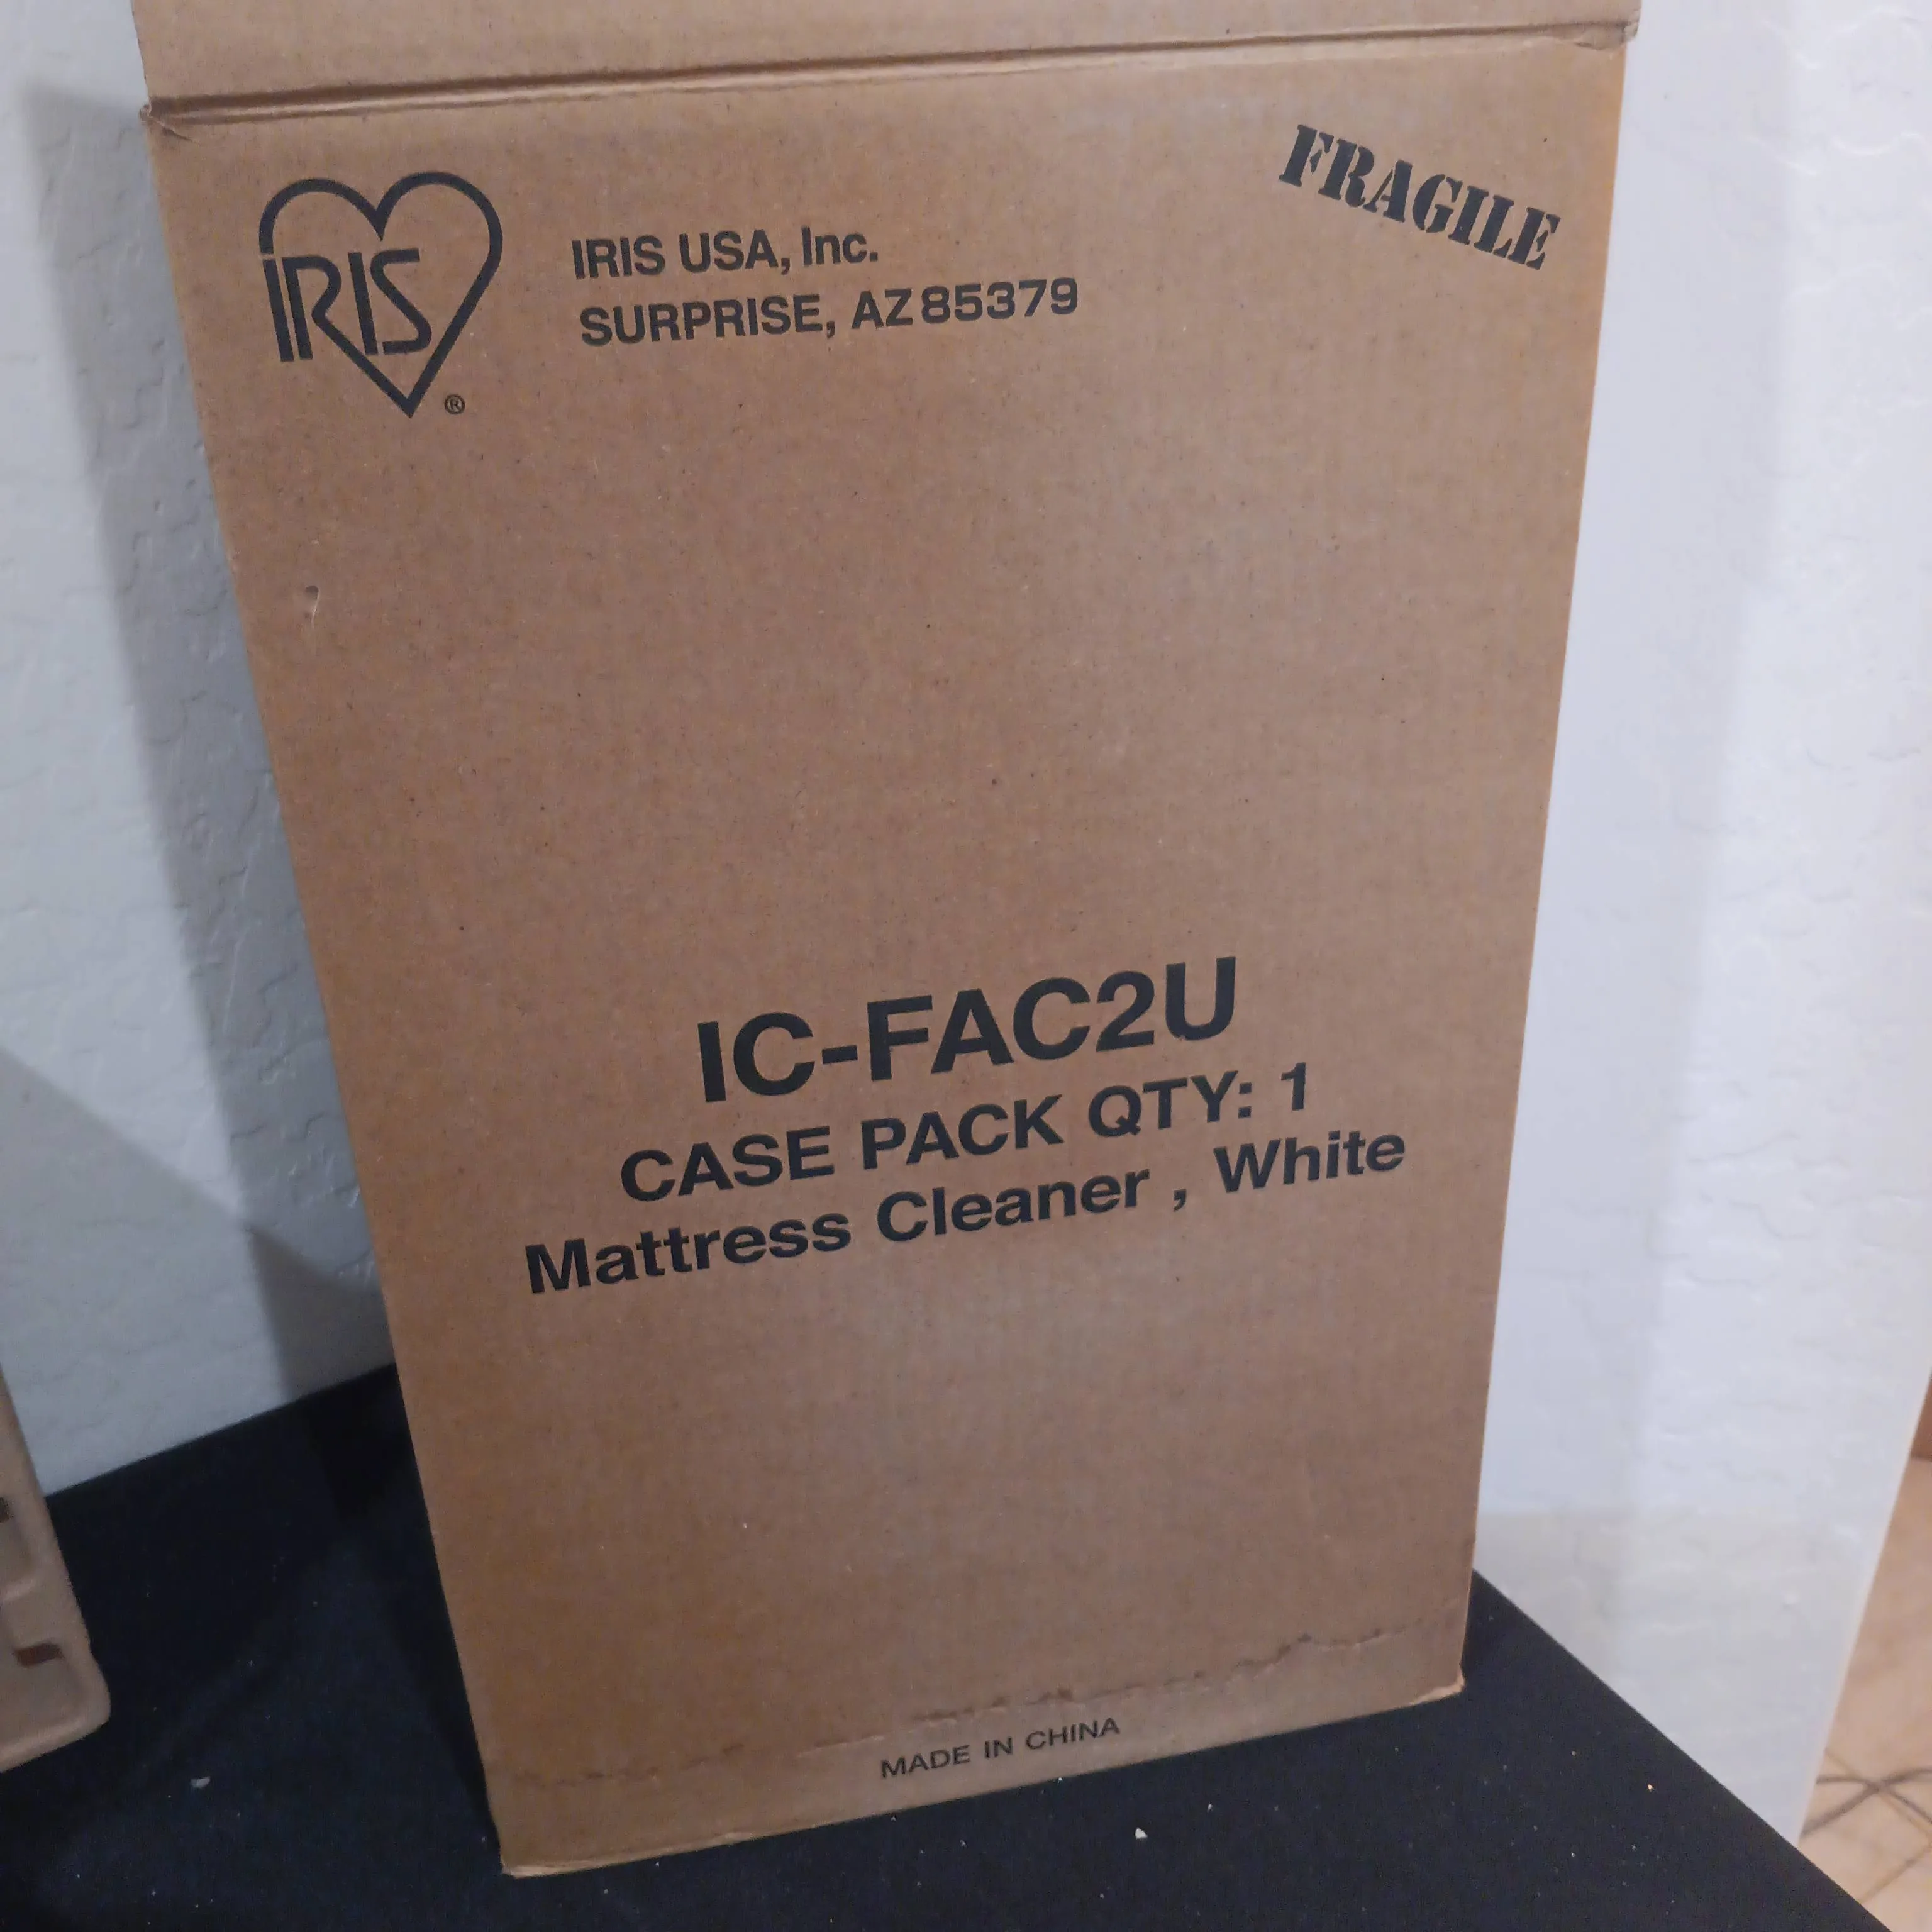 IRIS
®
IRIS USA, Inc.
SURPRISE, AZ 85379
FRAGILE
IC-FAC2U
CASE PACK QTY: 1
Mattress Cleaner , White
MADE IN CHINA